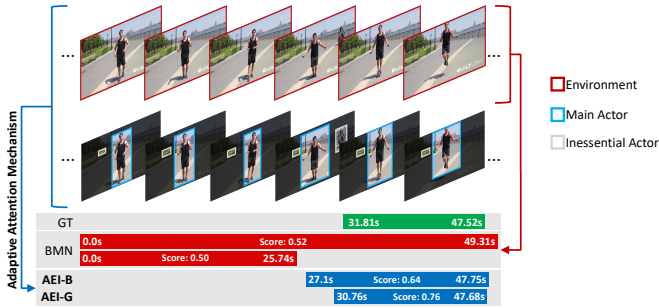 Adaptive Attention Mechanism
...
...
...
...
Environment
Main Actor
Inessential Actor
GT
31.81s 47.52s
BMN
0.0s Score: 0.52 49.31s
0.0s Score: 0.50 25.74s
AEI-B
27.1s Score: 0.64 47.75s
AEI-G
30.76s Score: 0.76 47.68s